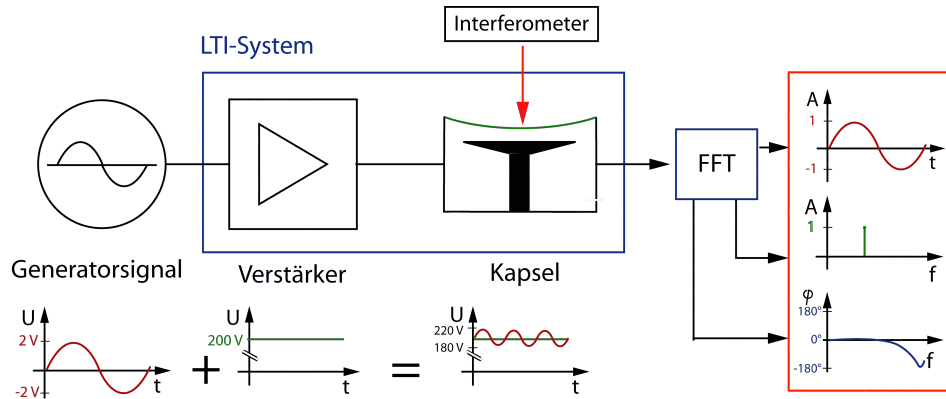 Interferometer
LTI-System
FFT
A
1
-1
t
A
1
f
φ
180°
0°
-180°
f
Generatorsignal
Verstärker
Kapsel
U
2 V
-2 V
t
+
U
200 V
t
=
U
220 V
180 V
t